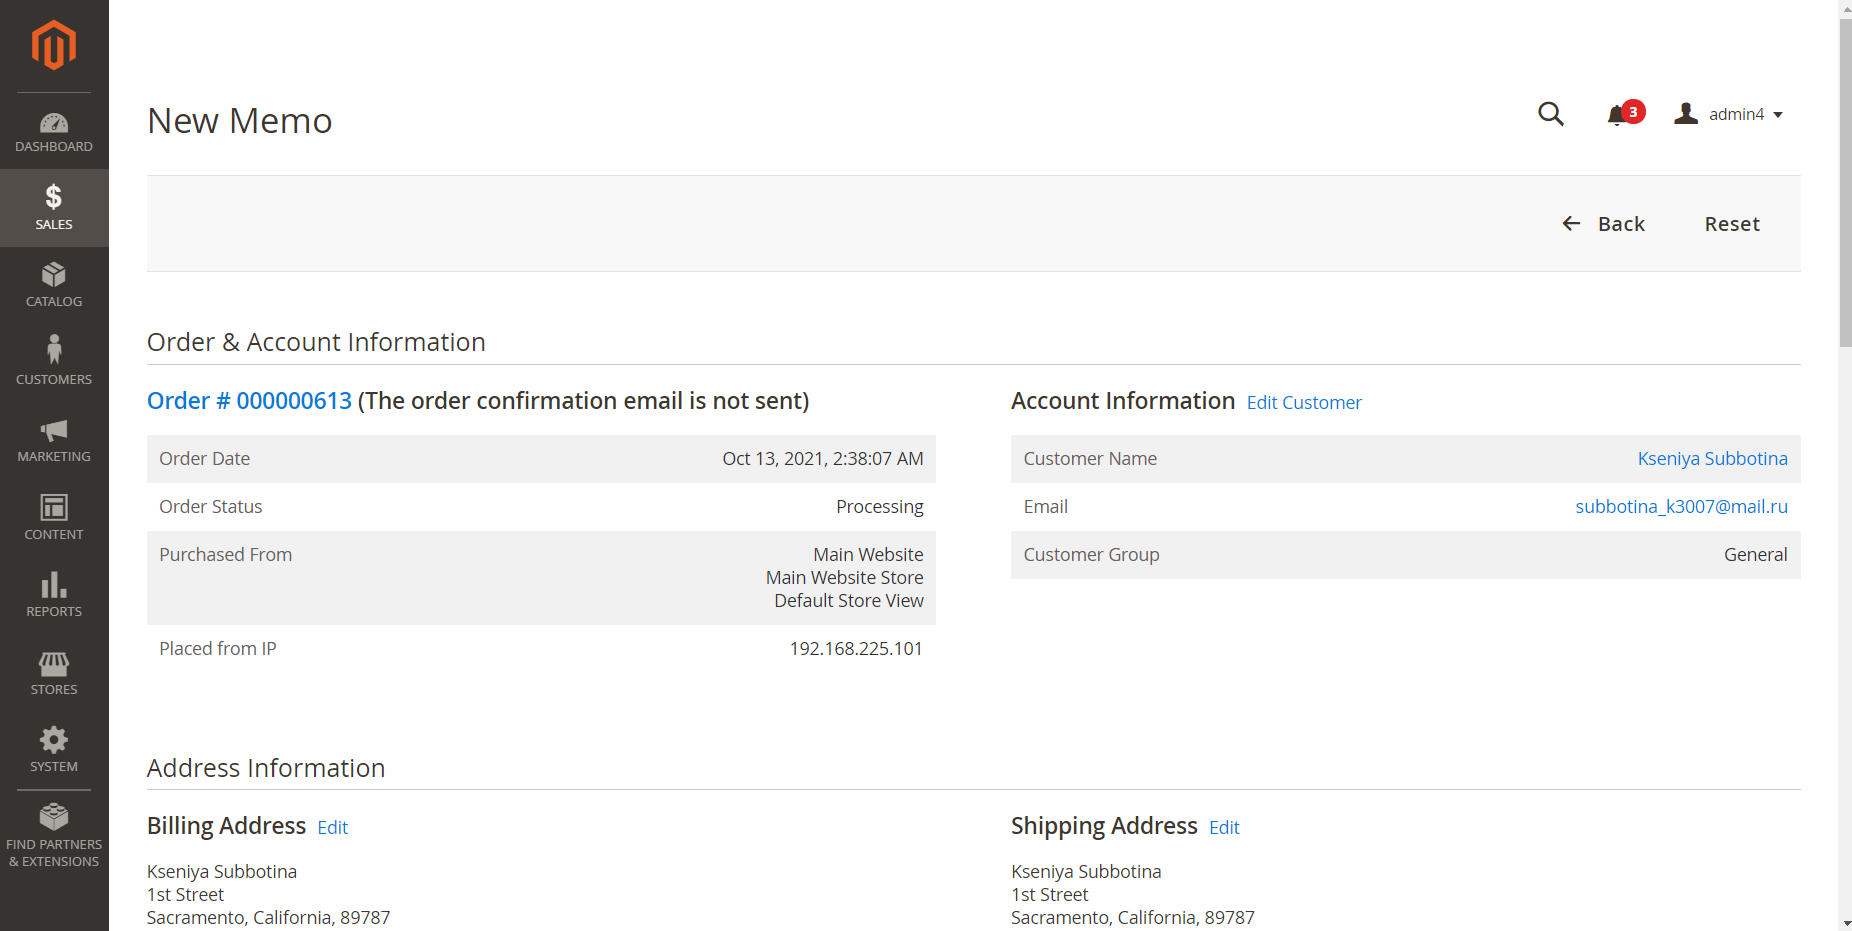 DASHBOARD
SALES
CATALOG
CUSTOMERS
MARKETING
CONTENT
REPORTS
STORES
SYSTEM
FIND PARTNERS
& EXTENSIONS
New Memo
3
admin4
Back
Reset
Order & Account Information
Order # 000000613 (The order confirmation email is not sent)
Order Date Oct 13, 2021, 2:38:07 AM
Order Status Processing
Purchased From Main Website
Main Website Store
Default Store View
Placed from IP 192.168.225.101
Account Information Edit Customer
Customer Name Kseniya Subbotina
Email subbotina_k3007@mail.ru
Customer Group General
Address Information
Billing Address Edit
Kseniya Subbotina
1st Street
Sacramento, California, 89787
Shipping Address Edit
Kseniya Subbotina
1st Street
Sacramento, California, 89787